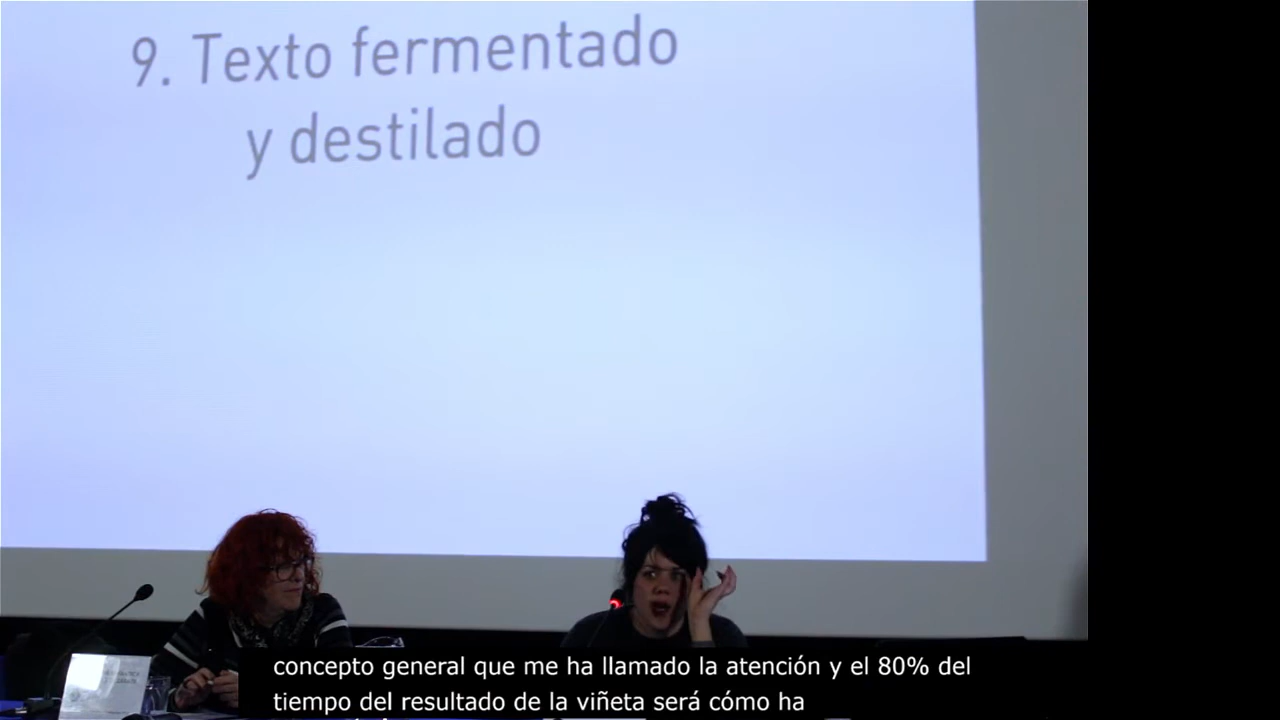 9. Texto fermentado
y destilado
concepto general que me ha llamado la atención y el 80% del
tiempo del resultado de la viñeta será cómo ha